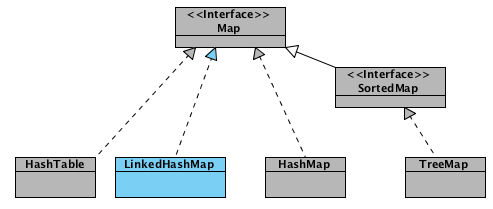 <<Interface>>
Map
<<Interface>>
SortedMap
HashTable
LinkedHashMap
HashMap
TreeMap